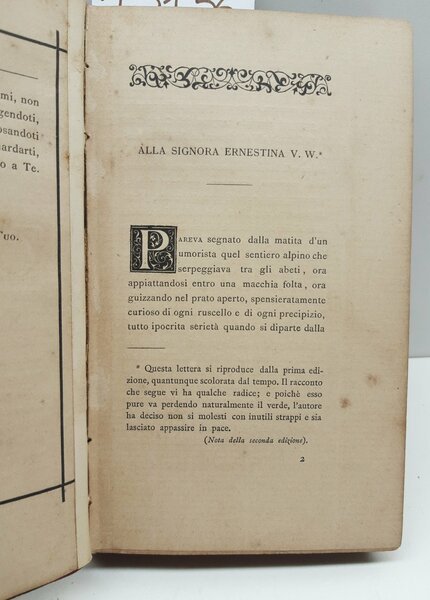 mi, non
gendoti,
osandoti
ardarti,
o a Te.
Tuo.
ALLA SIGNORA ERNESTINA V. W.*
PAREVA segnato dalla matita d'un
umorista quel sentiero alpino che
serpeggiava tra gli abeti, ora
appiattandosi entro una macchia folta, ora
guizzando nel prato aperto, spensieratamente
curioso di ogni ruscello e di ogni precipizio,
tutto ipocrita serietà quando si diparte dalla
* Questa lettera si riproduce dalla prima edi-
zione, quantunque scolorata dal tempo. Il racconto
che segue vi ha qualche radice; e poichè esso
pure va perdendo naturalmente il verde, l'autore
ha deciso non si molesti con inutili strappi e sia
lasciato appassire in pace.
(Nota della seconda edizione).
2